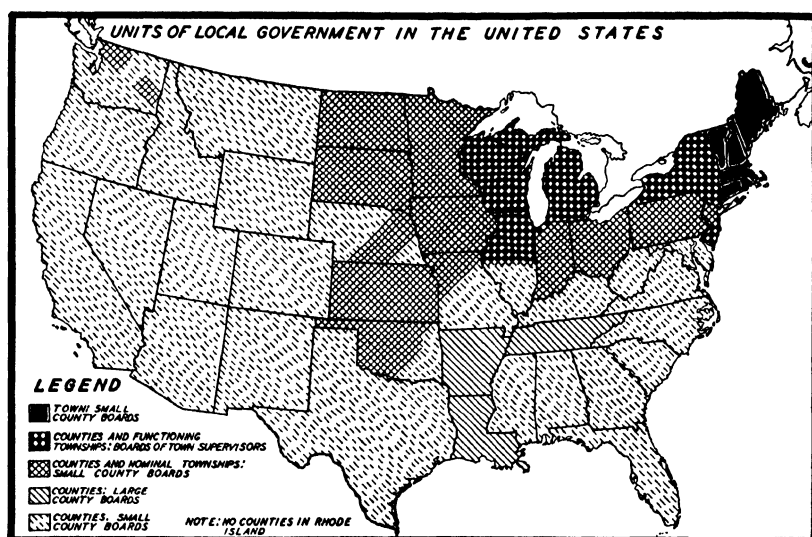 UNITS OF LOCAL GOVERNMENT IN THE UNITED STATES
LEGEND
TOWN: SMALL
COUNTY BOARDS
COUNTIES AND FUNCTIONING
TOWNSHIPS: BOARDS OF TOWN SUPERVISORS
COUNTIES AND NOMINAL TOWNSHIPS:
SMALL COUNTY BOARDS
COUNTIES: LARGE
COUNTY BOARDS
COUNTIES. SMALL
COUNTY BOARDS
NOTE: NO COUNTIES IN RHODE
ISLAND